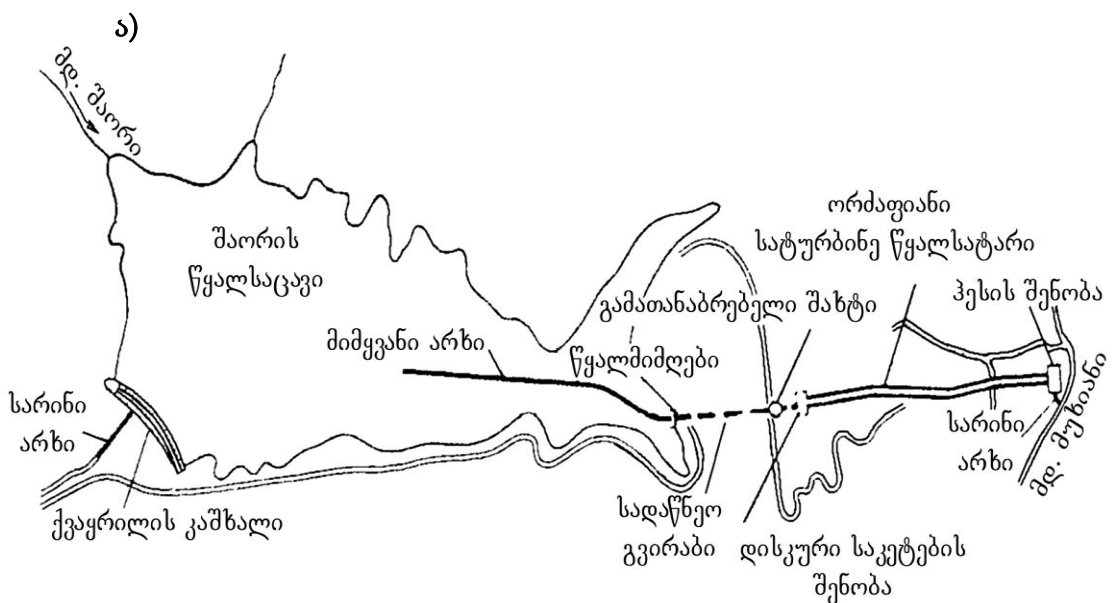 ა)
მდ. შაორი
შაორის
წყალსაცავი
ორძაფიანი
სატურბინე წყალსატარი
ჰესის შენობა
გამათანაბრებელი შახტი
მიმყვანი არხი
წყალმიმღები
სარინი
არხი
სარინი
არხი
მდ. მუხიანი
ქვაყრილის კაშხალი
სადაწნეო
გვირაბი
დისკური საკეტების
შენობა